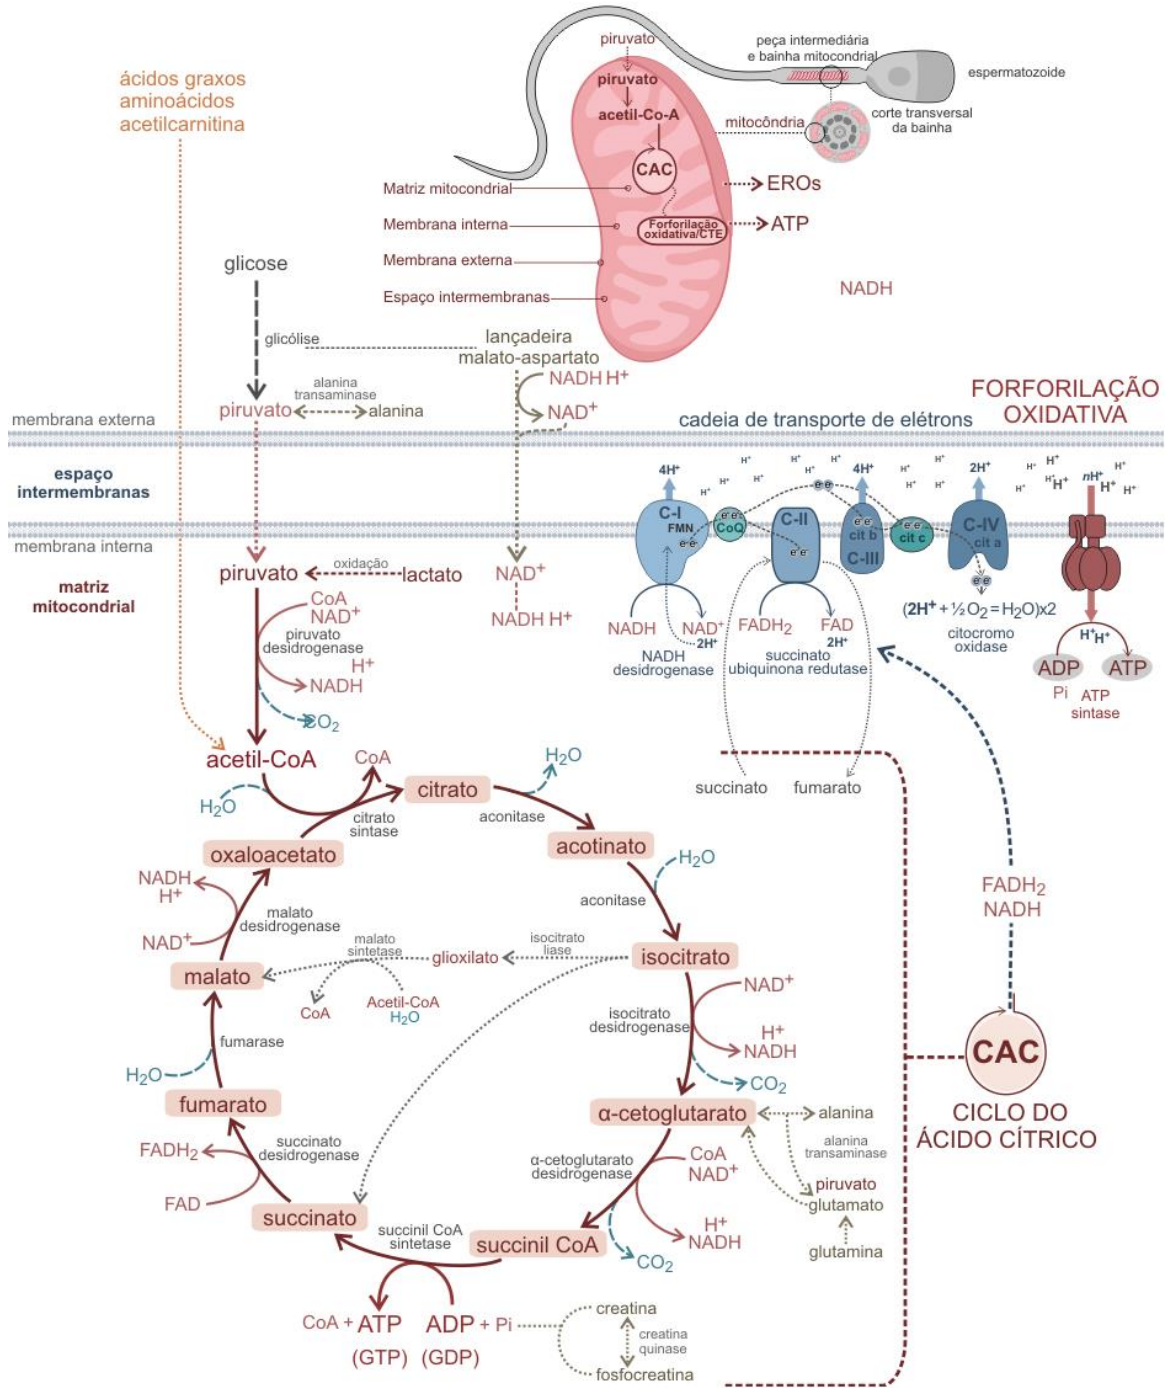 piruvato
peça intermediária
e bainha mitocondrial
espermatozoide
ácidos graxos
aminoácidos
acetilcarnitina
piruvato
acetil-Co-A
mitocôndria
corte transversal
da bainha
CAC
Matriz mitocondrial
EROs
Membrana interna
Forforilação
oxidativa/CTE
ATP
Membrana externa
Espaço intermembranas
NADH
glicose
glicólise
lançadeira
malato-aspartato
NADH H+
NAD+
alanina
transaminase
piruvato
alanina
FORFORILAÇÃO
OXIDATIVA
cadeia de transporte de elétrons
membrana externa
espaço
intermembranas
membrana interna
matriz
mitocondrial
4H+
H+
H+
H+
H+
H+
H+
4H+
H+
H+
H+
H+
2H+
H+
H+
H+
H+
H+
nH+
H+
H+
H+
C-I
FMN
e- e-
e- e-
CoQ
C-II
e- e-
e- e-
e- e-
cit b
C-III
e- e-
cit c
C-IV
cit a
e- e-
(2H+ + ½O2 = H2O)x2
citocromo
oxidase
H+H+
ADP
ATP
Pi
ATP
sintase
NADH
NAD+
2H+
NADH
desidrogenase
FADH2
FAD
2H+
succinato
ubiquinona redutase
succinato
fumarato
piruvato
oxidação
lactato
NAD+
NADH H+
CoA
NAD+
piruvato
desidrogenase
H+
NADH
CO2
acetil-CoA
H2O
CoA
citrato
sintase
citrato
H2O
aconitase
acotinato
H2O
aconitase
isocitrato
oxaloacetato
NADH
H+
NAD+
malato
desidrogenase
malato
malato
sintetase
glioxilato
isocitrato
liase
CoA
Acetil-CoA
H2O
NAD+
isocitrato
desidrogenase
H+
NADH
CO2
fumarase
H2O
fumarato
α-cetoglutarato
alanina
alanina
transaminase
piruvato
glutamato
glutamina
FADH2
FAD
succinato
desidrogenase
succinato
α-cetoglutarato
desidrogenase
CoA
NAD+
H+
NADH
CO2
succinil CoA
sintetase
succinil CoA
CoA + ATP
ADP + Pi
(GTP)
(GDP)
creatina
creatina
quinase
fosfocreatina
FADH2
NADH
CAC
CICLO DO
ÁCIDO CÍTRICO